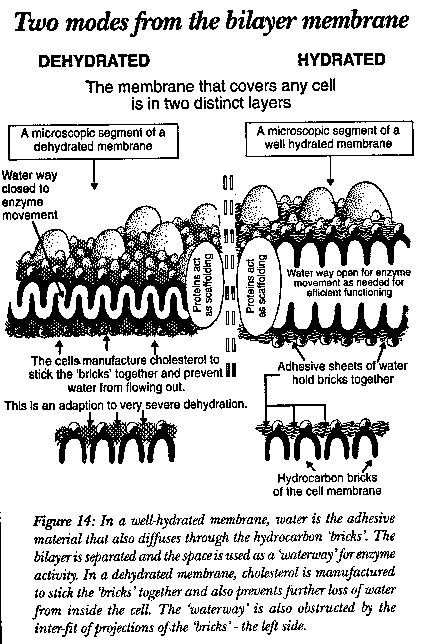 Two modes from the bilayer membrane
DEHYDRATED
HYDRATED
The membrane that covers any cell
is in two distinct layers
A microscopic segment of a
dehydrated membrane
A microscopic segment of a
well hydrated membrane
Water way
closed to
enzyme
movement
Proteins act
as scaffolding
Proteins act
as scaffolding
Water way open for enzyme
movement as needed for
efficient functioning
The cells manufacture cholesterol to
stick the 'bricks' together and prevent
water from flowing out.
This is an adaption to very severe dehydration.
Adhesive sheets of water
hold bricks together
Hydrocarbon bricks
of the cell membrane
Figure 14: In a well-hydrated membrane, water is the adhesive
material that also diffuses through the hydrocarbon 'bricks'. The
bilayer is separated and the space is used as a 'waterway' for enzyme
activity. In a dehydrated membrane, cholesterol is manufactured
to stick the 'bricks' together and also prevents further loss of water
from inside the cell. The 'waterway' is also obstructed by the
inter-fit of projections of the 'bricks' - the left side.